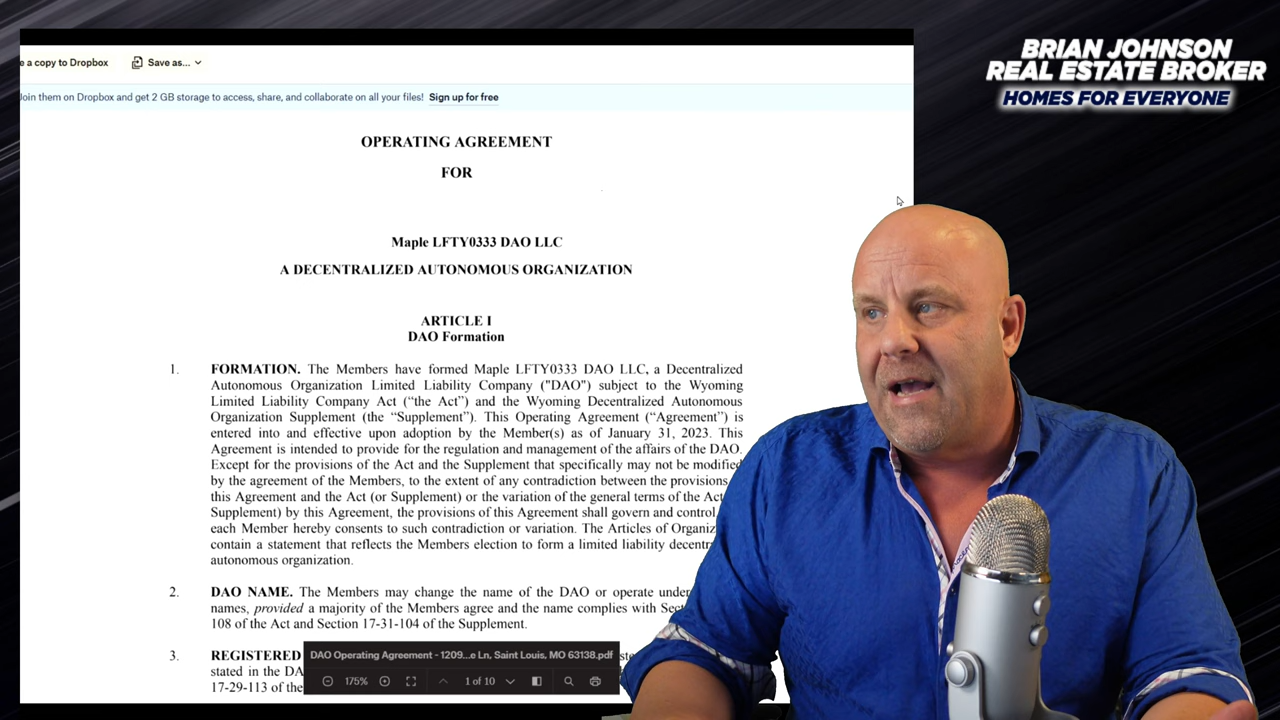 e a copy to Dropbox Save as...
Join them on Dropbox and get 2 GB storage to access, share, and collaborate on all your files! Sign up for free
BRIAN JOHNSON
REAL ESTATE BROKER
HOMES FOR EVERYONE
OPERATING AGREEMENT
FOR
Maple LFTY0333 DAO LLC
A DECENTRALIZED AUTONOMOUS ORGANIZATION
ARTICLE I
DAO Formation
1. FORMATION. The Members have formed Maple LFTY0333 DAO LLC, a Decentralized
Autonomous Organization Limited Liability Company ("DAO") subject to the Wyoming
Limited Liability Company Act (“the Act”) and the Wyoming Decentralized Autonomous
Organization Supplement (the “Supplement”). This Operating Agreement (“Agreement”) is
entered into and effective upon adoption by the Member(s) as of January 31, 2023. This
Agreement is intended to provide for the regulation and management of the affairs of the DAO.
Except for the provisions of the Act and the Supplement that specifically may not be modified
by the agreement of the Members, to the extent of any contradiction between the provisions
this Agreement and the Act (or Supplement) or the variation of the general terms of the Act
Supplement) by this Agreement, the provisions of this Agreement shall govern and control
each Member hereby consents to such contradiction or variation. The Articles of Organiz
contain a statement that reflects the Members election to form a limited liability decentr
autonomous organization.
2. DAO NAME. The Members may change the name of the DAO or operate under
names, provided a majority of the Members agree and the name complies with Sec
108 of the Act and Section 17-31-104 of the Supplement.
3. REGISTERED
stated in the DA
17-29-113 of the
DAO Operating Agreement - 1209...e Ln, Saint Louis, MO 63138.pdf
175% 1 of 10